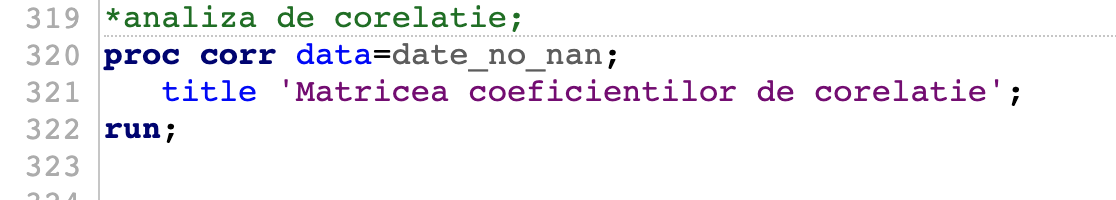 319 *analiza de corelatie;
320 proc corr data=date_no_nan;
321 title 'Matricea coeficientilor de corelatie';
322 run;
323